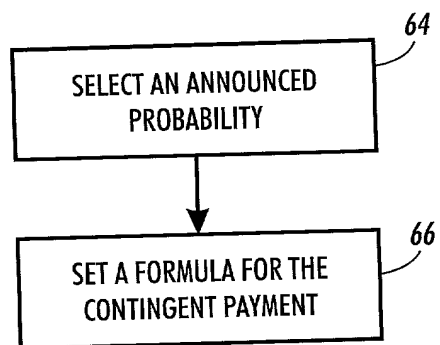 64
SELECT AN ANNOUNCED
PROBABILITY
66
SET A FORMULA FOR THE
CONTINGENT PAYMENT